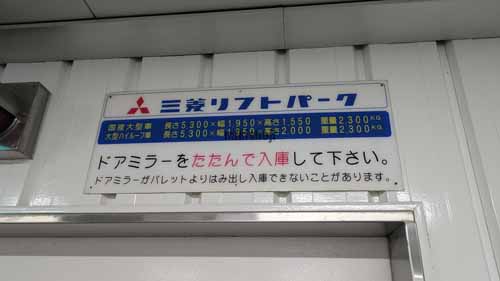 三菱リフトパーク
国産大型車 長さ5,300×幅1,950×高さ1,550 重量2,300KG
大型ハイルーフ車 長さ5,300×幅1,950×高さ2,000 重量2,300KG
ドアミラーをたたんで入庫して下さい。
ドアミラーがパレットよりはみ出し入庫できないことがあります。